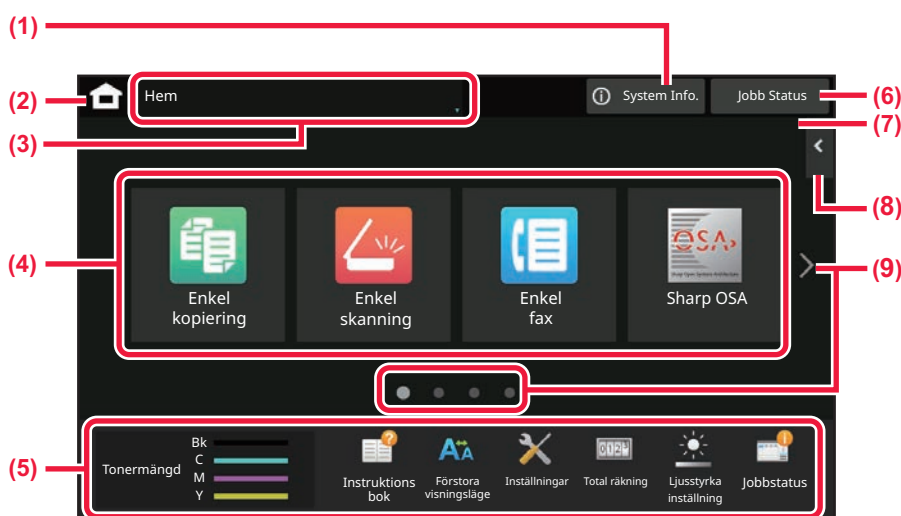 (1)
(2)
Hem
System Info.
Jobb Status
(6)
(3)
(7)
(8)
(4)
OSA
Enkel
kopiering
Enkel
skanning
Enkel
fax
Sharp OSA
(9)
(5)
Tonermängd
Bk
C
M
Y
Instruktions
bok
AA
Förstora
visningsläge
Inställningar
Total räkning
Ljusstyrka
inställning
Jobbstatus